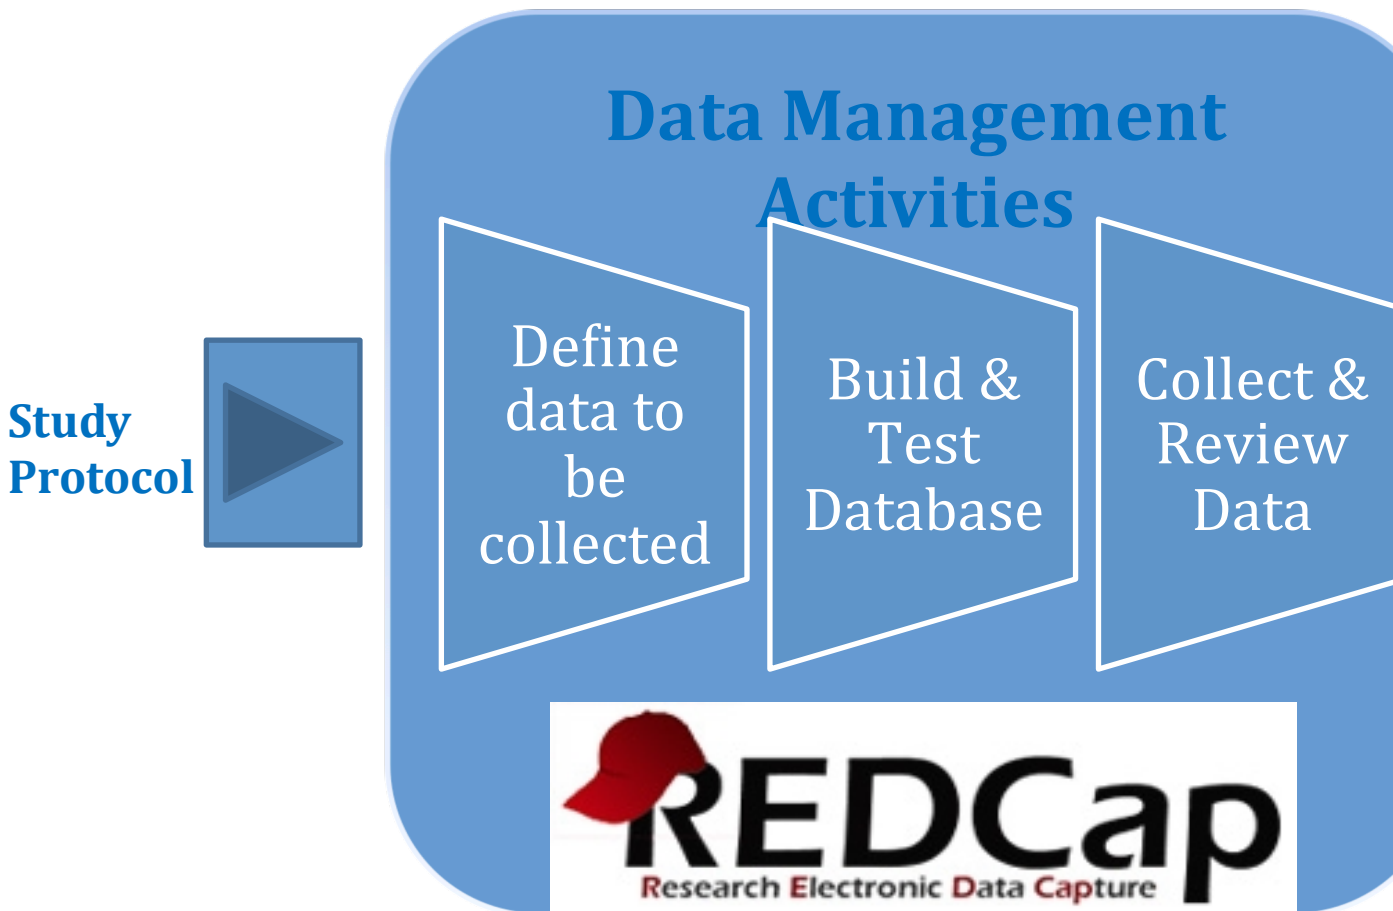 Data Management
Activities
Study
Protocol
Define
data to
be
collected
Build &
Test
Database
Collect &
Review
Data
REDCap
Research Electronic Data Capture